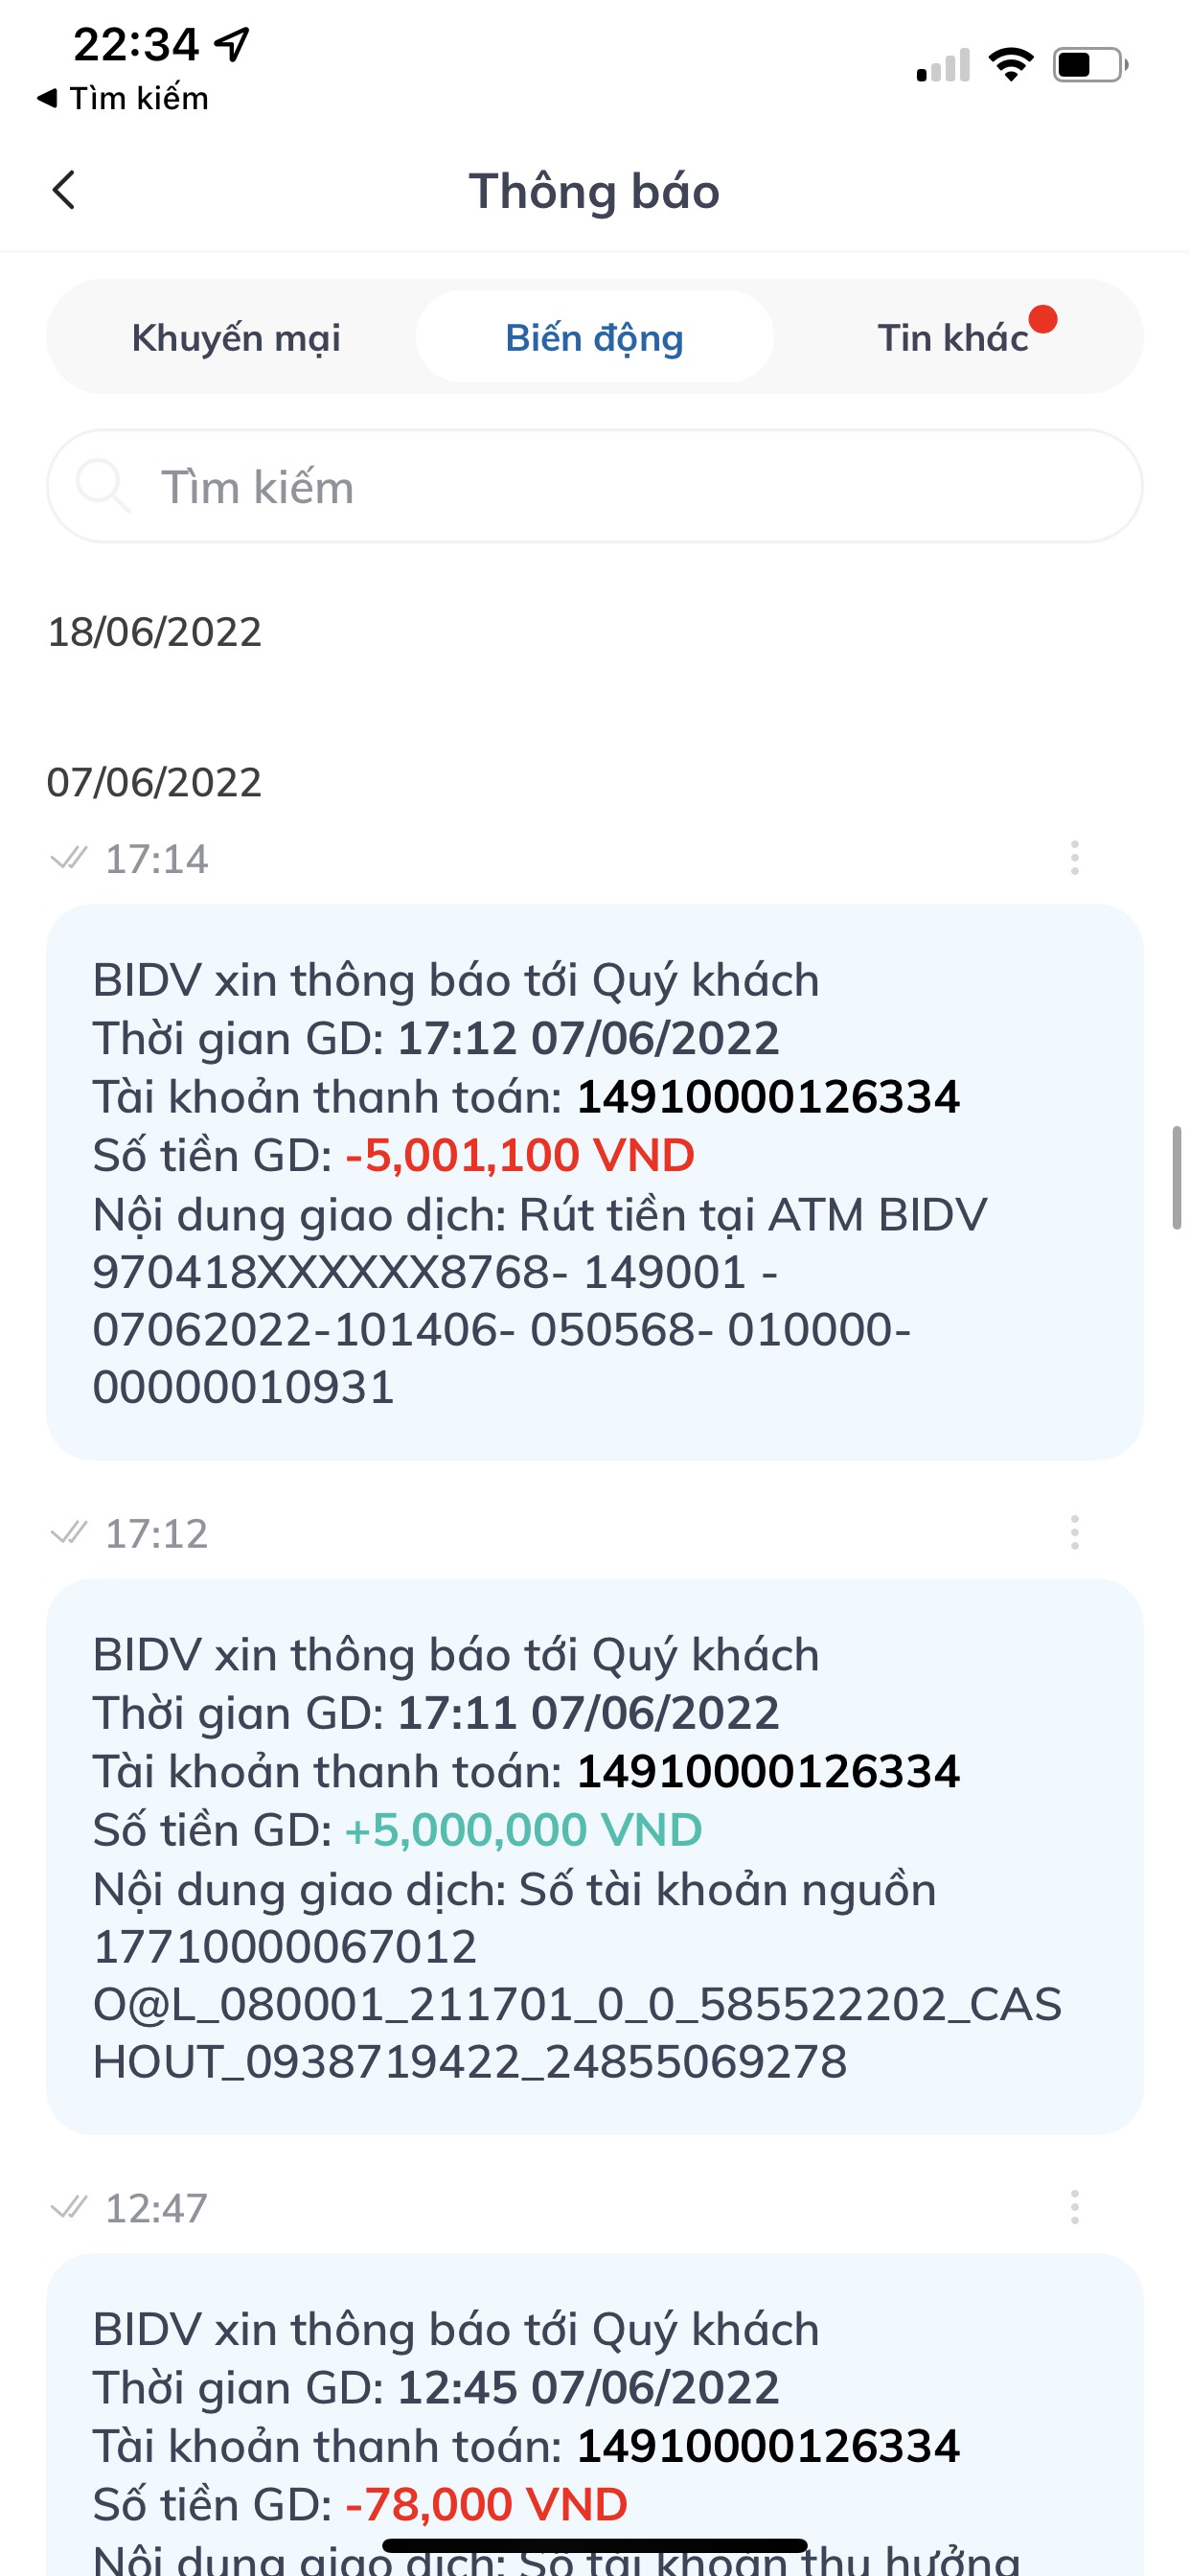 22:34
Tìm kiếm
Thông báo
Khuyến mại
Biến động
Tin khác
Tìm kiếm
18/06/2022
07/06/2022
17:14
BIDV xin thông báo tới Quý khách
Thời gian GD: 17:12 07/06/2022
Tài khoản thanh toán: 14910000126334
Số tiền GD: -5,001,100 VND
Nội dung giao dịch: Rút tiền tại ATM BIDV
970418XXXXXX8768- 149001 -
07062022-101406- 050568- 010000-
00000010931
17:12
BIDV xin thông báo tới Quý khách
Thời gian GD: 17:11 07/06/2022
Tài khoản thanh toán: 14910000126334
Số tiền GD: +5,000,000 VND
Nội dung giao dịch: Số tài khoản nguồn
17710000067012
O@L_080001_211701_0_0_585522202_CAS
HOUT_0938719422_24855069278
12:47
BIDV xin thông báo tới Quý khách
Thời gian GD: 12:45 07/06/2022
Tài khoản thanh toán: 14910000126334
Số tiền GD: -78,000 VND
Nội dung giao dịch: Số tài khoản thụ hưởng